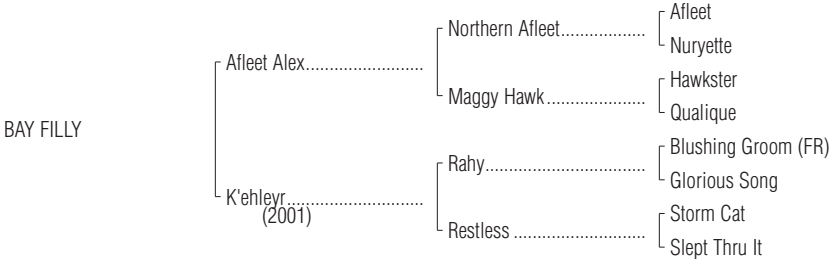 Afleet
Northern Afleet....................
Nuryette
Afleet Alex.........................
Hawkster
Maggy Hawk.....................
Qualique
BAY FILLY
Blushing Groom (FR)
Rahy..................................
Glorious Song
K'ehleyr.............................
(2001)
Storm Cat
Restless ............................
Slept Thru It